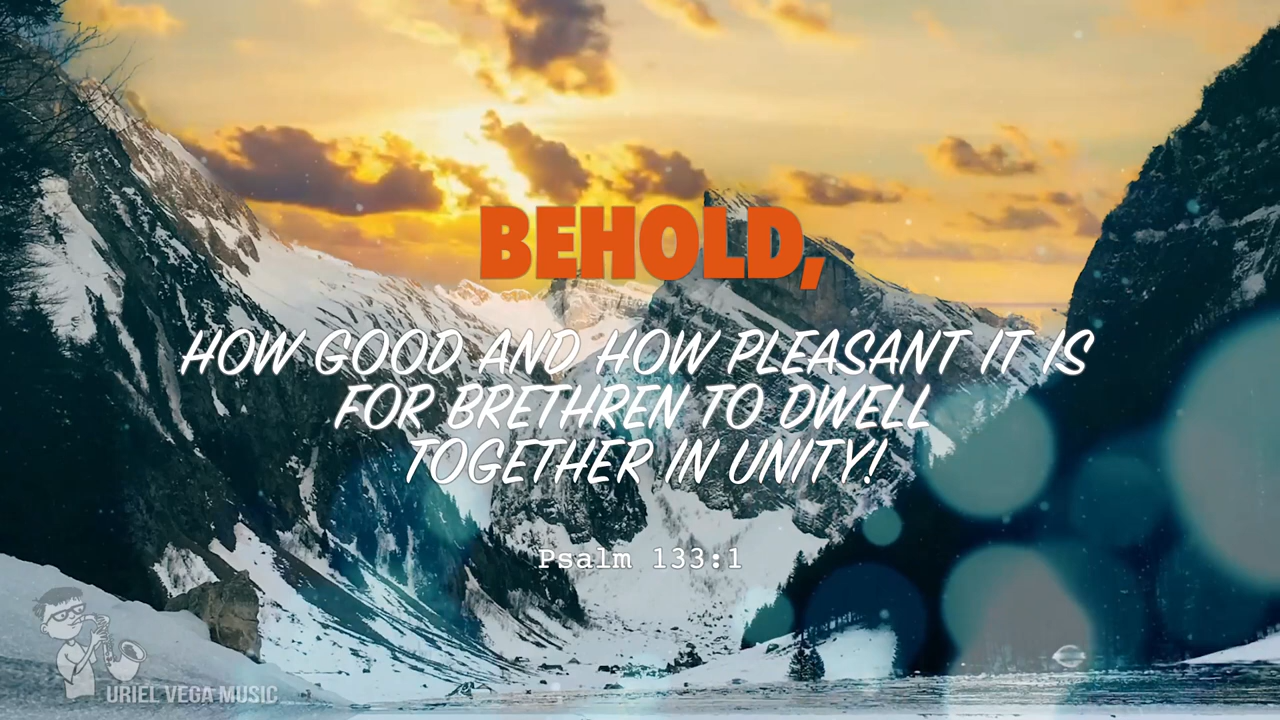 BEHOLD,
HOW GOOD AND HOW PLEASANT IT IS
FOR BRETHREN TO DWELL
TOGETHER IN UNITY!
Psalm 133:1
URIEL VEGA MUSIC